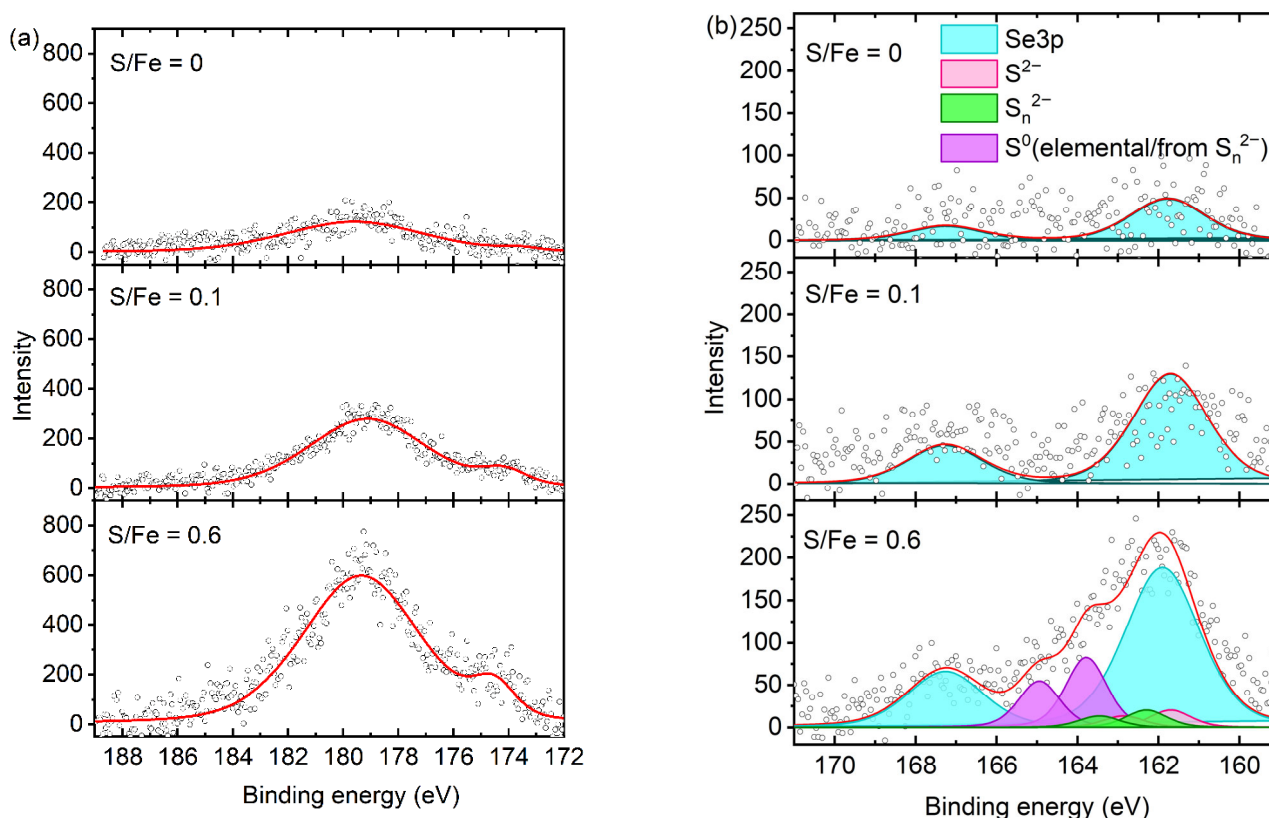 (a)
S/Fe = 0
800
600
400
200
0
S/Fe = 0.1
800
600
400
200
0
S/Fe = 0.6
800
600
400
200
0
Intensity
188 186 184 182 180 178 176 174 172
Binding energy (eV)
(b)
S/Fe = 0
250
200
150
100
50
0
Se3p
S²⁻
Sₙ²⁻
S⁰(elemental/from Sₙ²⁻)
S/Fe = 0.1
250
200
150
100
50
0
S/Fe = 0.6
250
200
150
100
50
0
Intensity
170 168 166 164 162 160
Binding energy (eV)